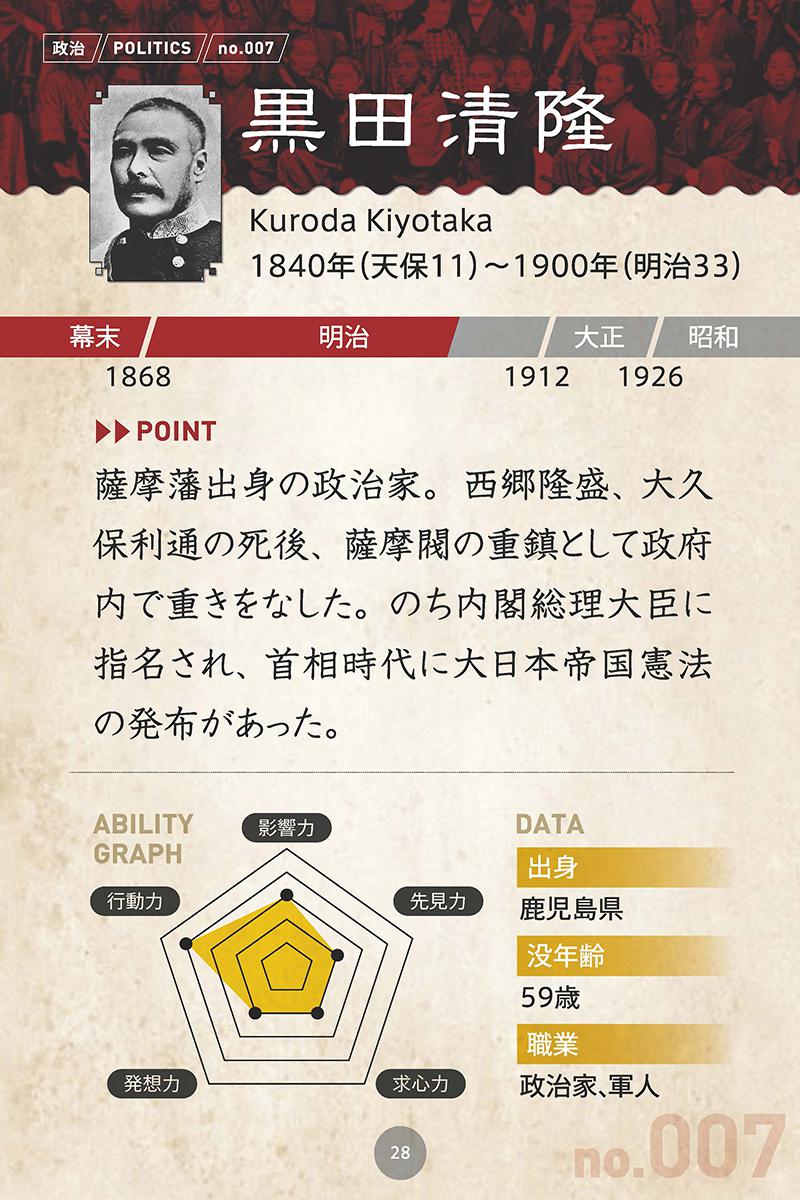 政治 POLITICS no.007
黒田清隆
Kuroda Kiyotaka
1840年(天保11)～1900年(明治33)
幕末 明治 大正 昭和
1868 1912 1926
POINT
薩摩藩出身の政治家。西郷隆盛、大久
保利通の死後、薩摩閥の重鎮として政府
内で重きをなした。のち内閣総理大臣に
指名され、首相時代に大日本帝国憲法
の発布があった。
ABILITY
GRAPH
影響力
行動力
先見力
発想力
求心力
DATA
出身
鹿児島県
没年齢
59歳
職業
政治家、軍人
28
no.007